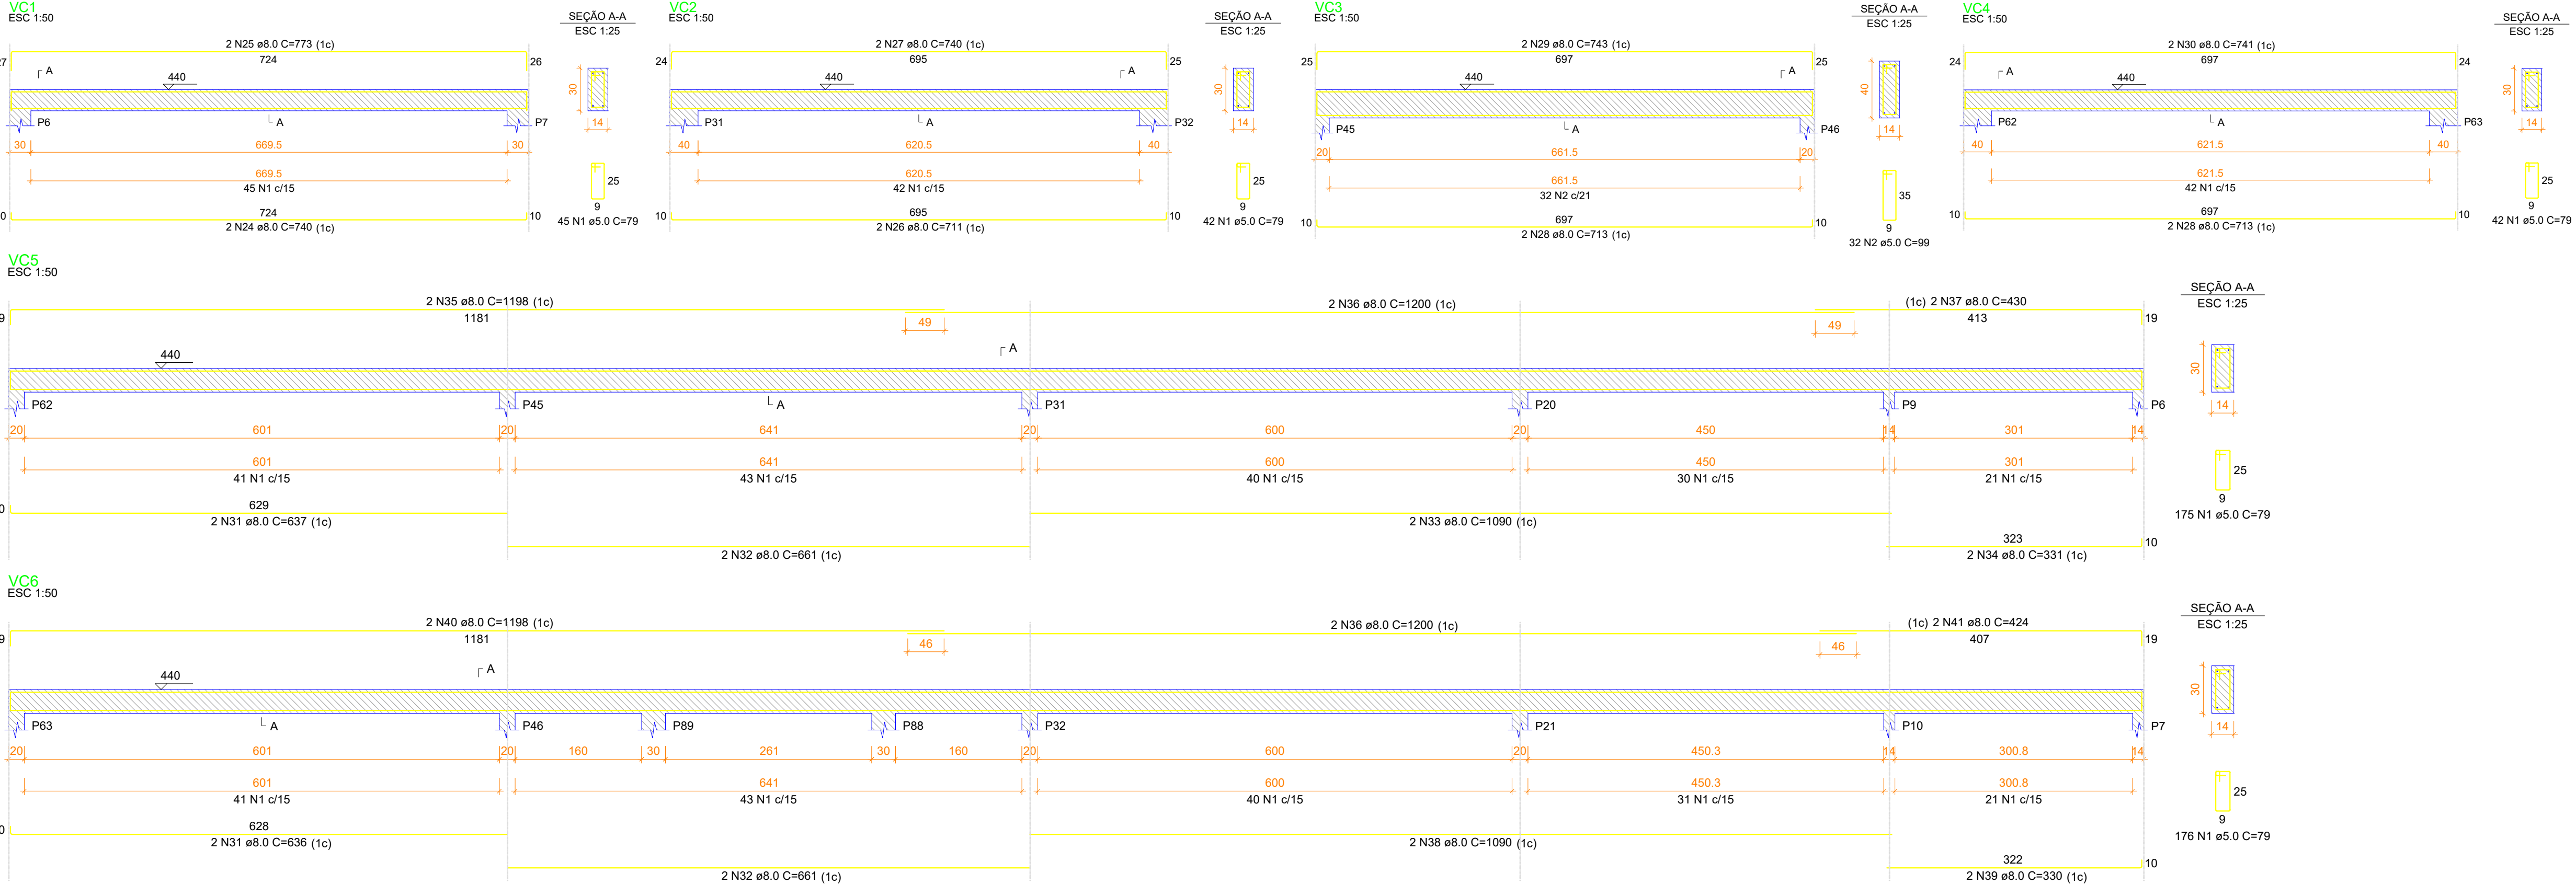 VC1
ESC 1:50
SEÇÃO A-A
ESC 1:25
2 N25 ø8.0 C=773 (1c)
724
26
A
440
30
14
P6
A
P7
30
669.5
30
669.5
45 N1 c/15
25
9
45 N1 ø5.0 C=79
724
10
2 N24 ø8.0 C=740 (1c)
VC2
ESC 1:50
SEÇÃO A-A
ESC 1:25
2 N27 ø8.0 C=740 (1c)
24
695
25
A
440
30
14
P31
A
P32
40
620.5
40
620.5
42 N1 c/15
25
9
42 N1 ø5.0 C=79
10
695
10
2 N26 ø8.0 C=711 (1c)
VC3
ESC 1:50
SEÇÃO A-A
ESC 1:25
2 N29 ø8.0 C=743 (1c)
25
697
25
A
440
40
14
P45
A
P46
20
661.5
20
661.5
32 N2 c/21
35
9
32 N2 ø5.0 C=99
10
697
10
2 N28 ø8.0 C=713 (1c)
VC4
ESC 1:50
SEÇÃO A-A
ESC 1:25
2 N30 ø8.0 C=741 (1c)
24
697
24
A
440
30
14
P62
A
P63
40
621.5
40
621.5
42 N1 c/15
25
9
42 N1 ø5.0 C=79
10
697
10
2 N28 ø8.0 C=713 (1c)
VC5
ESC 1:50
SEÇÃO A-A
ESC 1:25
2 N35 ø8.0 C=1198 (1c)
2 N36 ø8.0 C=1200 (1c)
(1c) 2 N37 ø8.0 C=430
1181
49
49
413
19
A
440
30
14
P62
P45
A
P31
P20
P9
P6
20
601
20
641
20
600
20
450
14
301
14
601
641
600
450
301
41 N1 c/15
43 N1 c/15
40 N1 c/15
30 N1 c/15
21 N1 c/15
25
9
175 N1 ø5.0 C=79
629
2 N31 ø8.0 C=637 (1c)
2 N33 ø8.0 C=1090 (1c)
323
10
2 N32 ø8.0 C=661 (1c)
2 N34 ø8.0 C=331 (1c)
VC6
ESC 1:50
SEÇÃO A-A
ESC 1:25
2 N40 ø8.0 C=1198 (1c)
2 N36 ø8.0 C=1200 (1c)
(1c) 2 N41 ø8.0 C=424
1181
46
46
407
19
A
440
30
14
P63
A
P46
P89
P88
P32
P21
P10
P7
20
601
20
160
30
261
30
160
20
600
20
450.3
14
300.8
14
601
641
600
450.3
300.8
41 N1 c/15
43 N1 c/15
40 N1 c/15
31 N1 c/15
21 N1 c/15
25
9
176 N1 ø5.0 C=79
628
2 N31 ø8.0 C=636 (1c)
2 N38 ø8.0 C=1090 (1c)
322
10
2 N32 ø8.0 C=661 (1c)
2 N39 ø8.0 C=330 (1c)